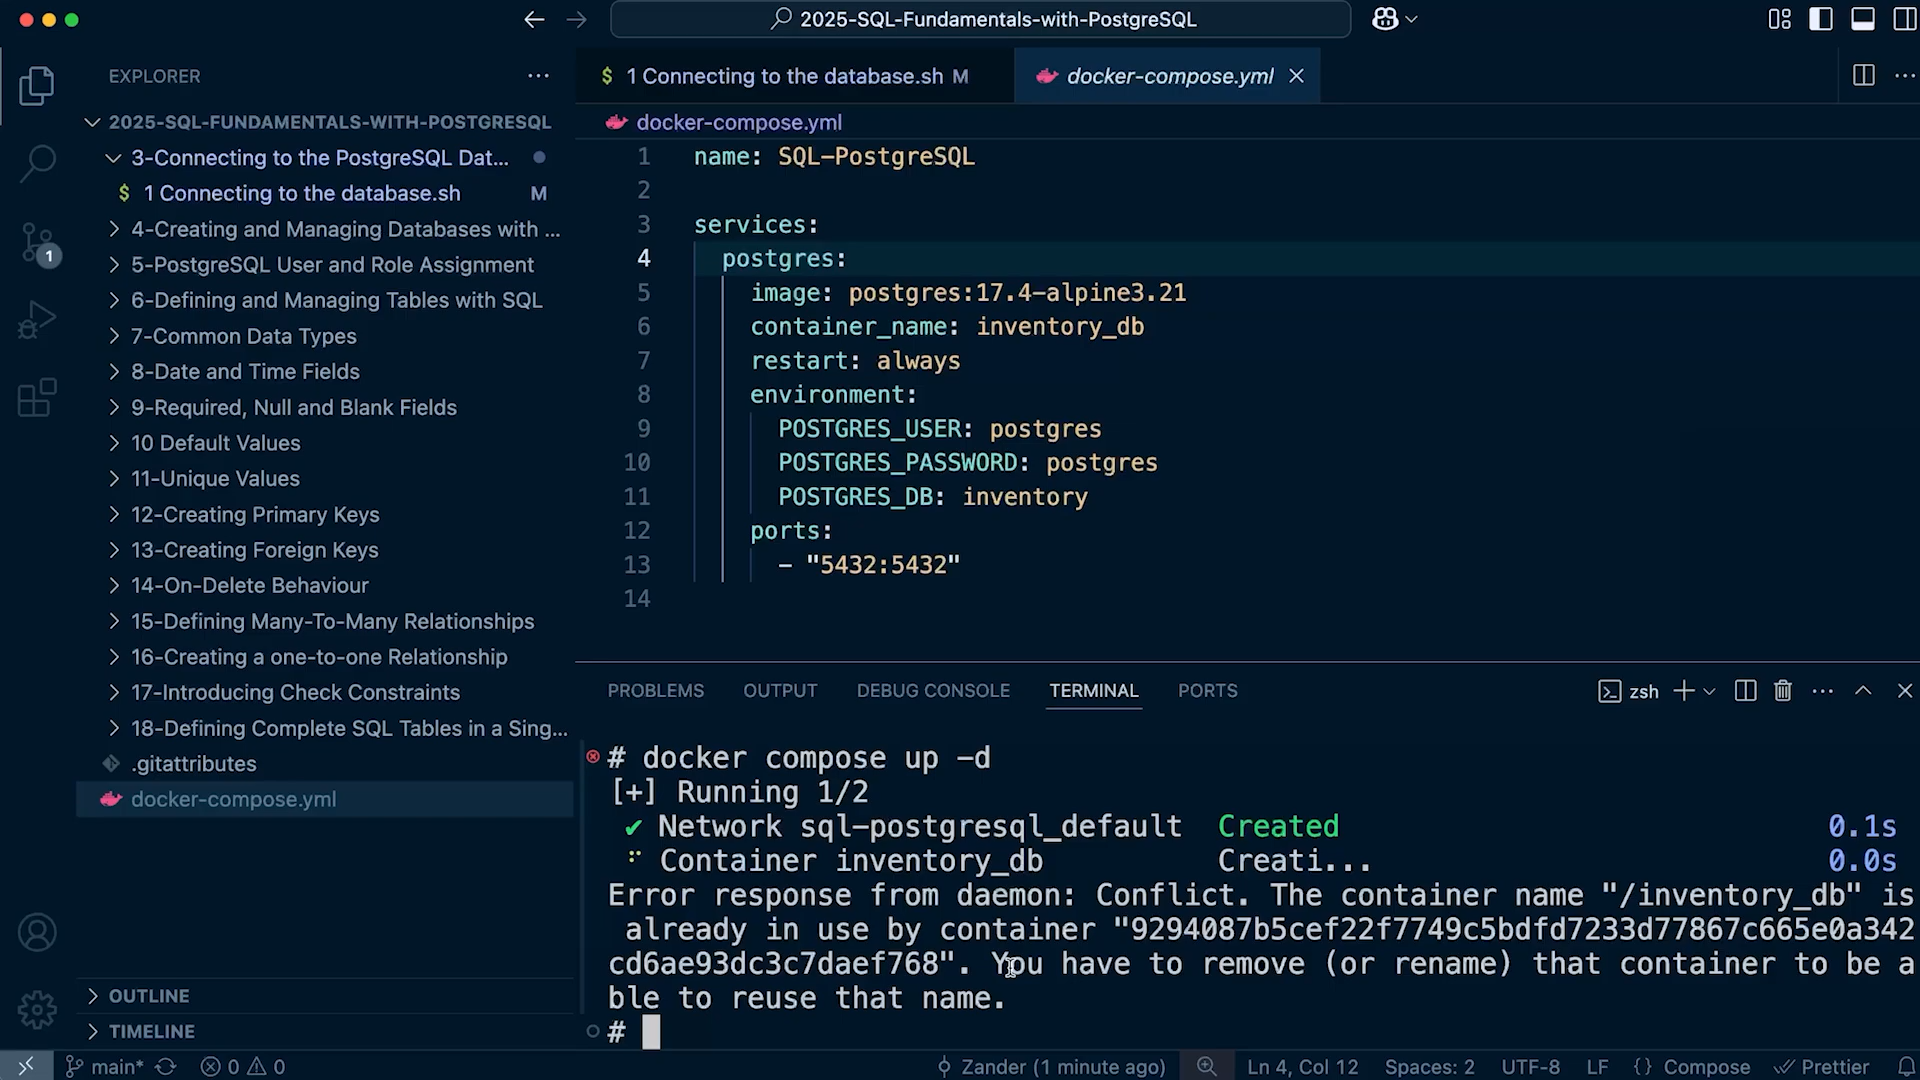 2025-SQL-Fundamentals-with-PostgreSQL
EXPLORER
2025-SQL-FUNDAMENTALS-WITH-POSTGRESQL
3-Connecting to the PostgreSQL Dat...
$ 1 Connecting to the database.sh M
4-Creating and Managing Databases with ...
5-PostgreSQL User and Role Assignment
6-Defining and Managing Tables with SQL
7-Common Data Types
8-Date and Time Fields
9-Required, Null and Blank Fields
10 Default Values
11-Unique Values
12-Creating Primary Keys
13-Creating Foreign Keys
14-On-Delete Behaviour
15-Defining Many-To-Many Relationships
16-Creating a one-to-one Relationship
17-Introducing Check Constraints
18-Defining Complete SQL Tables in a Sing...
.gitattributes
docker-compose.yml
OUTLINE
TIMELINE
1
$ 1 Connecting to the database.sh M
docker-compose.yml
docker-compose.yml
1 name: SQL-PostgreSQL
2
3 services:
4 postgres:
5 image: postgres:17.4-alpine3.21
6 container_name: inventory_db
7 restart: always
8 environment:
9 POSTGRES_USER: postgres
10 POSTGRES_PASSWORD: postgres
11 POSTGRES_DB: inventory
12 ports:
13 - "5432:5432"
14
PROBLEMS OUTPUT DEBUG CONSOLE TERMINAL PORTS
zsh
# docker compose up -d
[+] Running 1/2
✔ Network sql-postgresql_default Created 0.1s
⠋ Container inventory_db Creati... 0.0s
Error response from daemon: Conflict. The container name "/inventory_db" is
already in use by container "9294087b5cef22f7749c5bdfd7233d77867c665e0a342
cd6ae93dc3c7daef768". You have to remove (or rename) that container to be a
ble to reuse that name.
#
main* 0 0 Zander (1 minute ago) Ln 4, Col 12 Spaces: 2 UTF-8 LF {} Compose Prettier